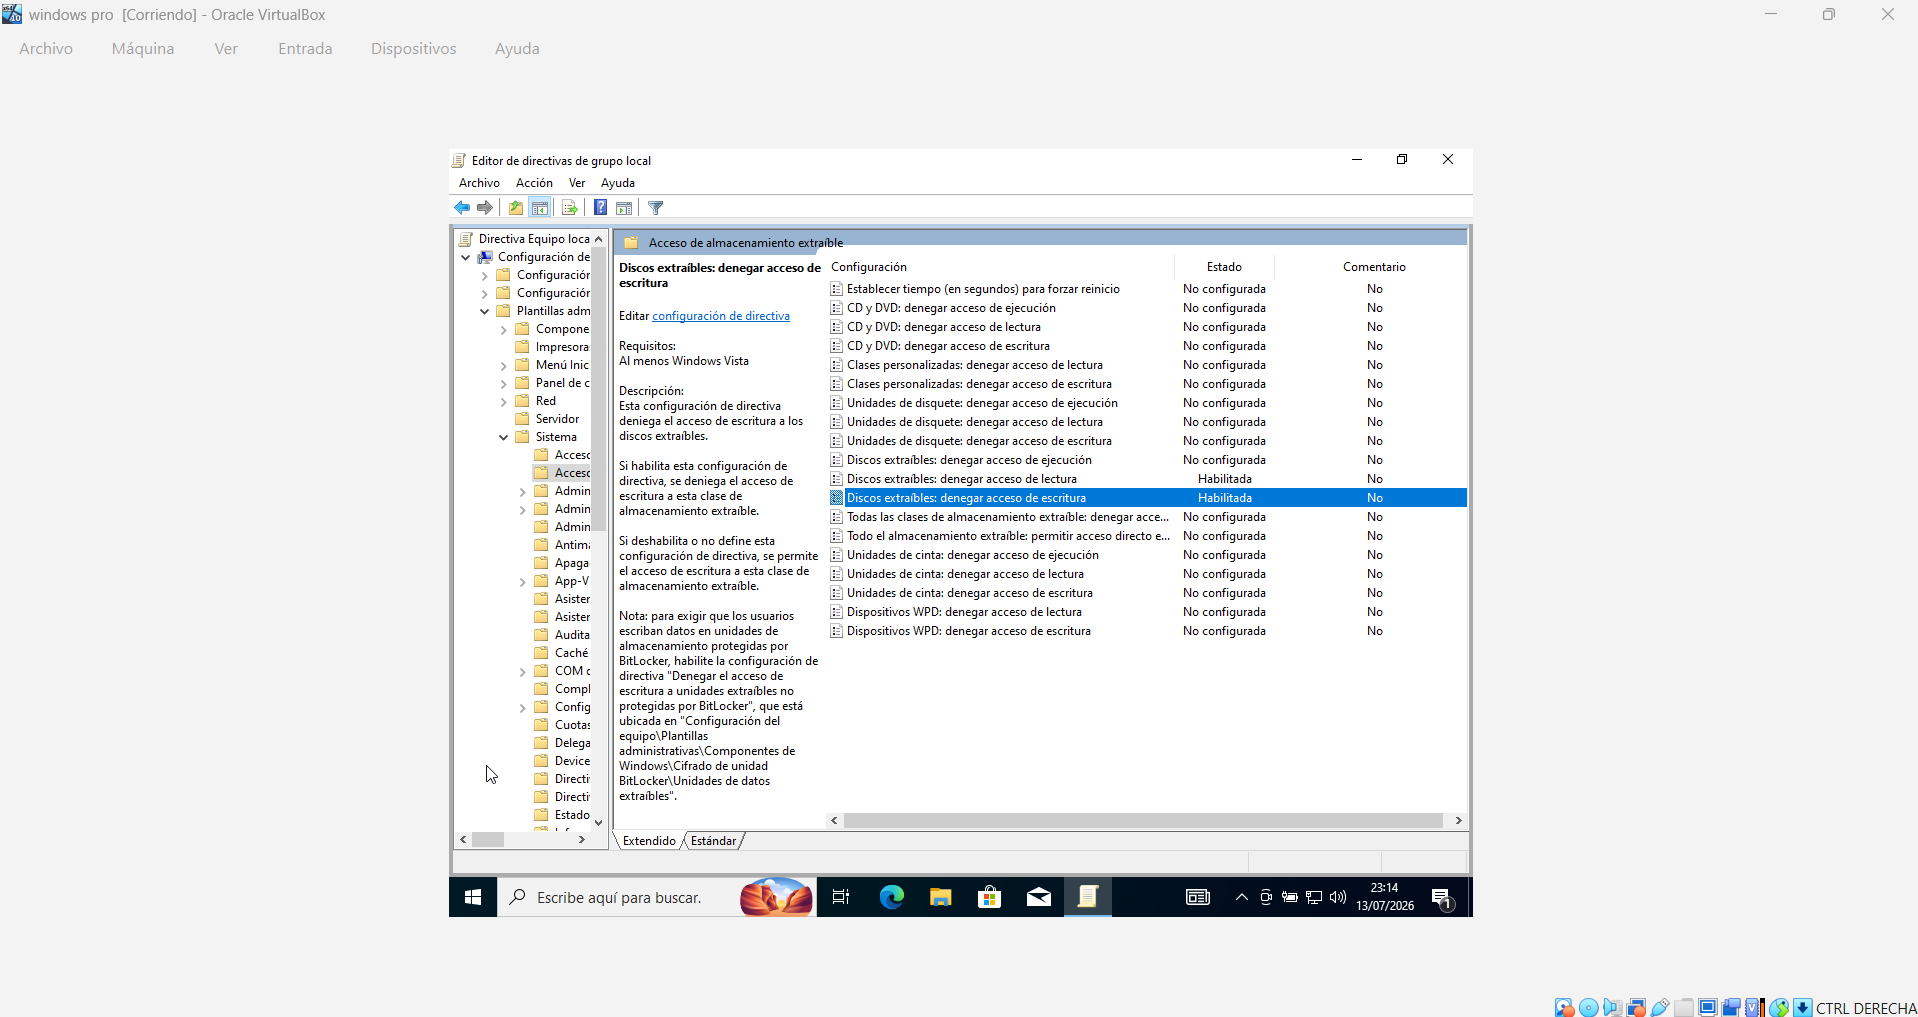 windows pro [Corriendo] - Oracle VirtualBox
Archivo Máquina Ver Entrada Dispositivos Ayuda
Editor de directivas de grupo local
Archivo Acción Ver Ayuda
Directiva Equipo loca
Configuración de
Configuración
Configuración
Plantillas adm
Compone
Impresora
Menú Inic
Panel de c
Red
Servidor
Sistema
Acceso
Acceso
Admin
Admin
Admin
Antima
Apaga
App-V
Asister
Asister
Audita
Caché
COM c
Compl
Config
Cuotas
Delega
Device
Directi
Directi
Estado
Acceso de almacenamiento extraíble
Discos extraíbles: denegar acceso de
escritura
Editar configuración de directiva
Requisitos:
Al menos Windows Vista
Descripción:
Esta configuración de directiva
deniega el acceso de escritura a los
discos extraíbles.
Si habilita esta configuración de
directiva, se deniega el acceso de
escritura a esta clase de
almacenamiento extraíble.
Si deshabilita o no define esta
configuración de directiva, se permite
el acceso de escritura a esta clase de
almacenamiento extraíble.
Nota: para exigir que los usuarios
escriban datos en unidades de
almacenamiento protegidas por
BitLocker, habilite la configuración de
directiva "Denegar el acceso de
escritura a unidades extraíbles no
protegidas por BitLocker", que está
ubicada en "Configuración del
equipo\Plantillas
administrativas\Componentes de
Windows\Cifrado de unidad
BitLocker\Unidades de datos
extraíbles".
Configuración Estado Comentario
Establecer tiempo (en segundos) para forzar reinicio No configurada No
CD y DVD: denegar acceso de ejecución No configurada No
CD y DVD: denegar acceso de lectura No configurada No
CD y DVD: denegar acceso de escritura No configurada No
Clases personalizadas: denegar acceso de lectura No configurada No
Clases personalizadas: denegar acceso de escritura No configurada No
Unidades de disquete: denegar acceso de ejecución No configurada No
Unidades de disquete: denegar acceso de lectura No configurada No
Unidades de disquete: denegar acceso de escritura No configurada No
Discos extraíbles: denegar acceso de ejecución No configurada No
Discos extraíbles: denegar acceso de lectura Habilitada No
Discos extraíbles: denegar acceso de escritura Habilitada No
Todas las clases de almacenamiento extraíble: denegar acce... No configurada No
Todo el almacenamiento extraíble: permitir acceso directo e... No configurada No
Unidades de cinta: denegar acceso de ejecución No configurada No
Unidades de cinta: denegar acceso de lectura No configurada No
Unidades de cinta: denegar acceso de escritura No configurada No
Dispositivos WPD: denegar acceso de lectura No configurada No
Dispositivos WPD: denegar acceso de escritura No configurada No
Extendido Estándar
Escribe aquí para buscar.
23:14
13/07/2026
1
CTRL DERECHA